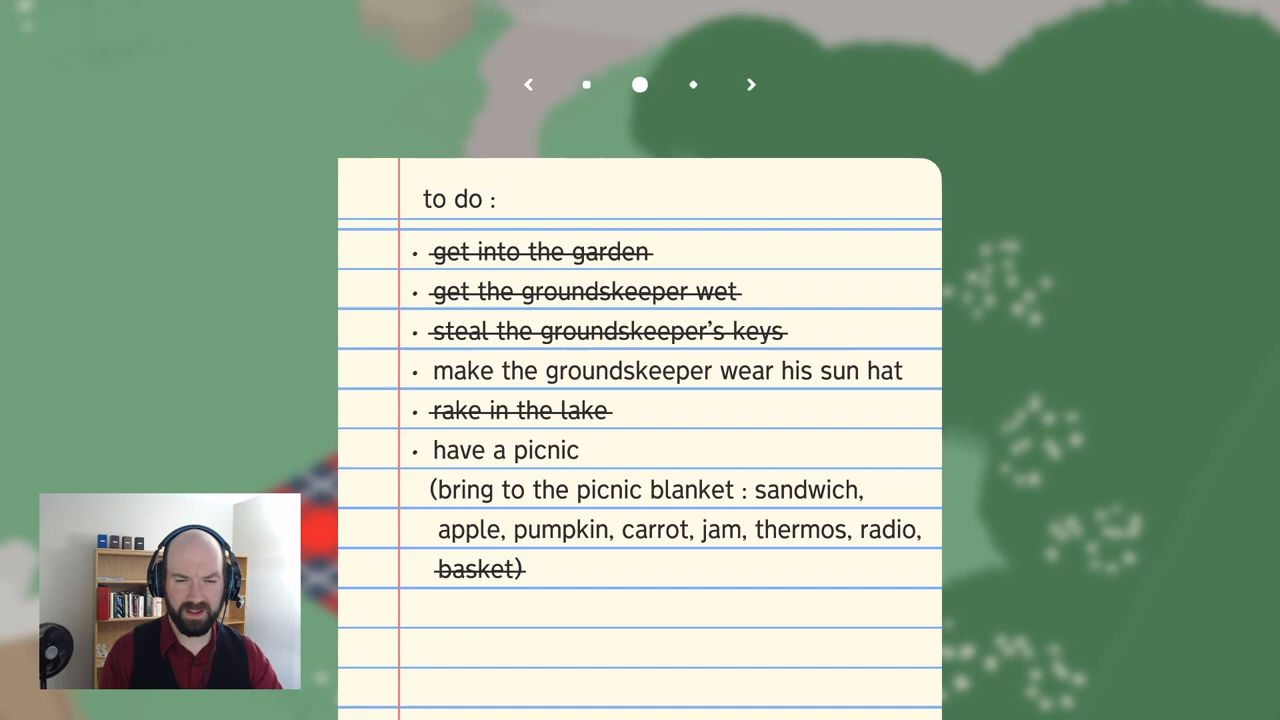 to do :
• get into the garden
• get the groundskeeper wet
• steal the groundskeeper's keys
• make the groundskeeper wear his sun hat
• rake in the lake
• have a picnic
(bring to the picnic blanket : sandwich,
apple, pumpkin, carrot, jam, thermos, radio,
basket)